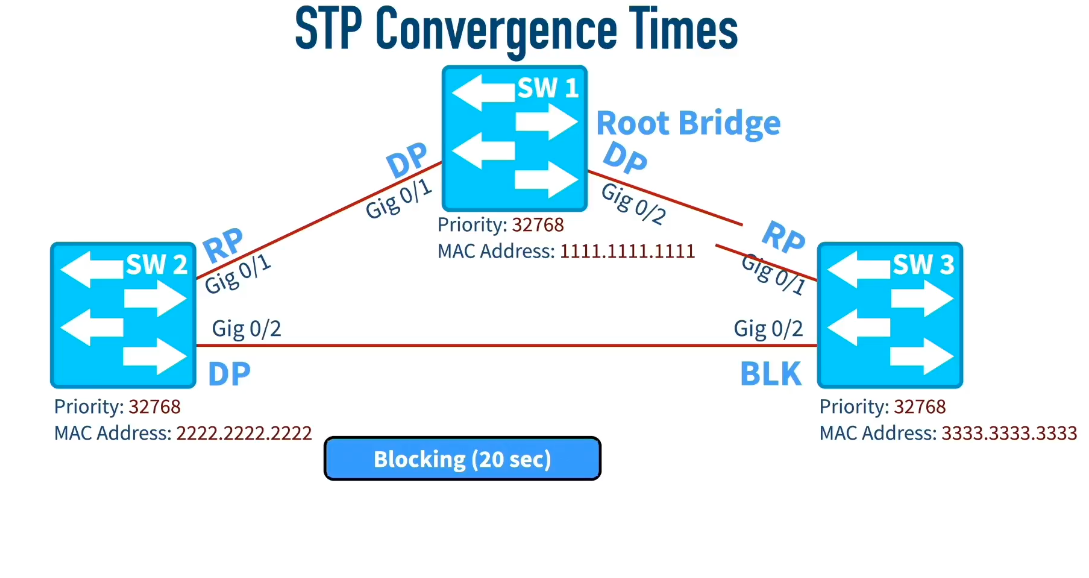 STP Convergence Times
SW 1
Root Bridge
DP
DP
Gig 0/1
Gig 0/2
Priority: 32768
MAC Address: 1111.1111.1111
RP
RP
Gig 0/1
Gig 0/1
SW 2
SW 3
Gig 0/2
Gig 0/2
DP
BLK
Priority: 32768
MAC Address: 2222.2222.2222
Priority: 32768
MAC Address: 3333.3333.3333
Blocking (20 sec)